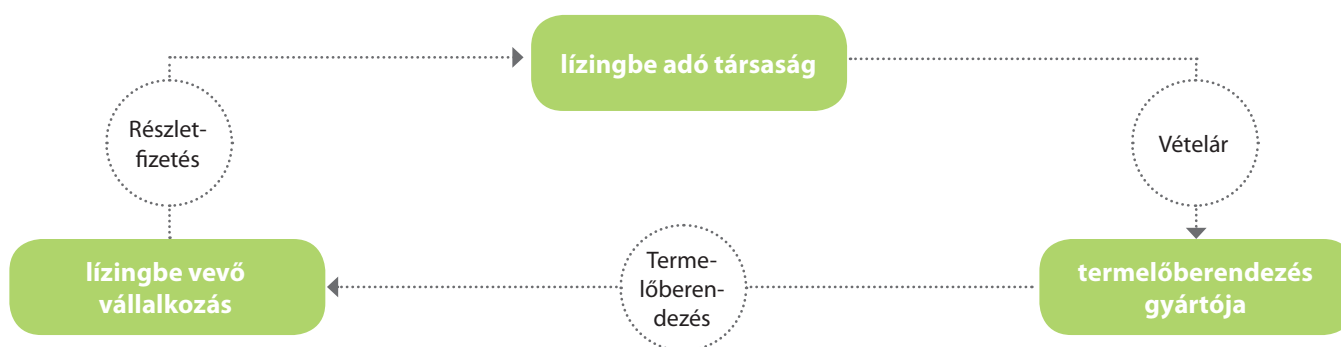 lízingbe adó társaság
Részlet-
fizetés
Vételár
lízingbe vevő
vállalkozás
Terme-
lőberen-
dezés
termelőberendezés
gyártója